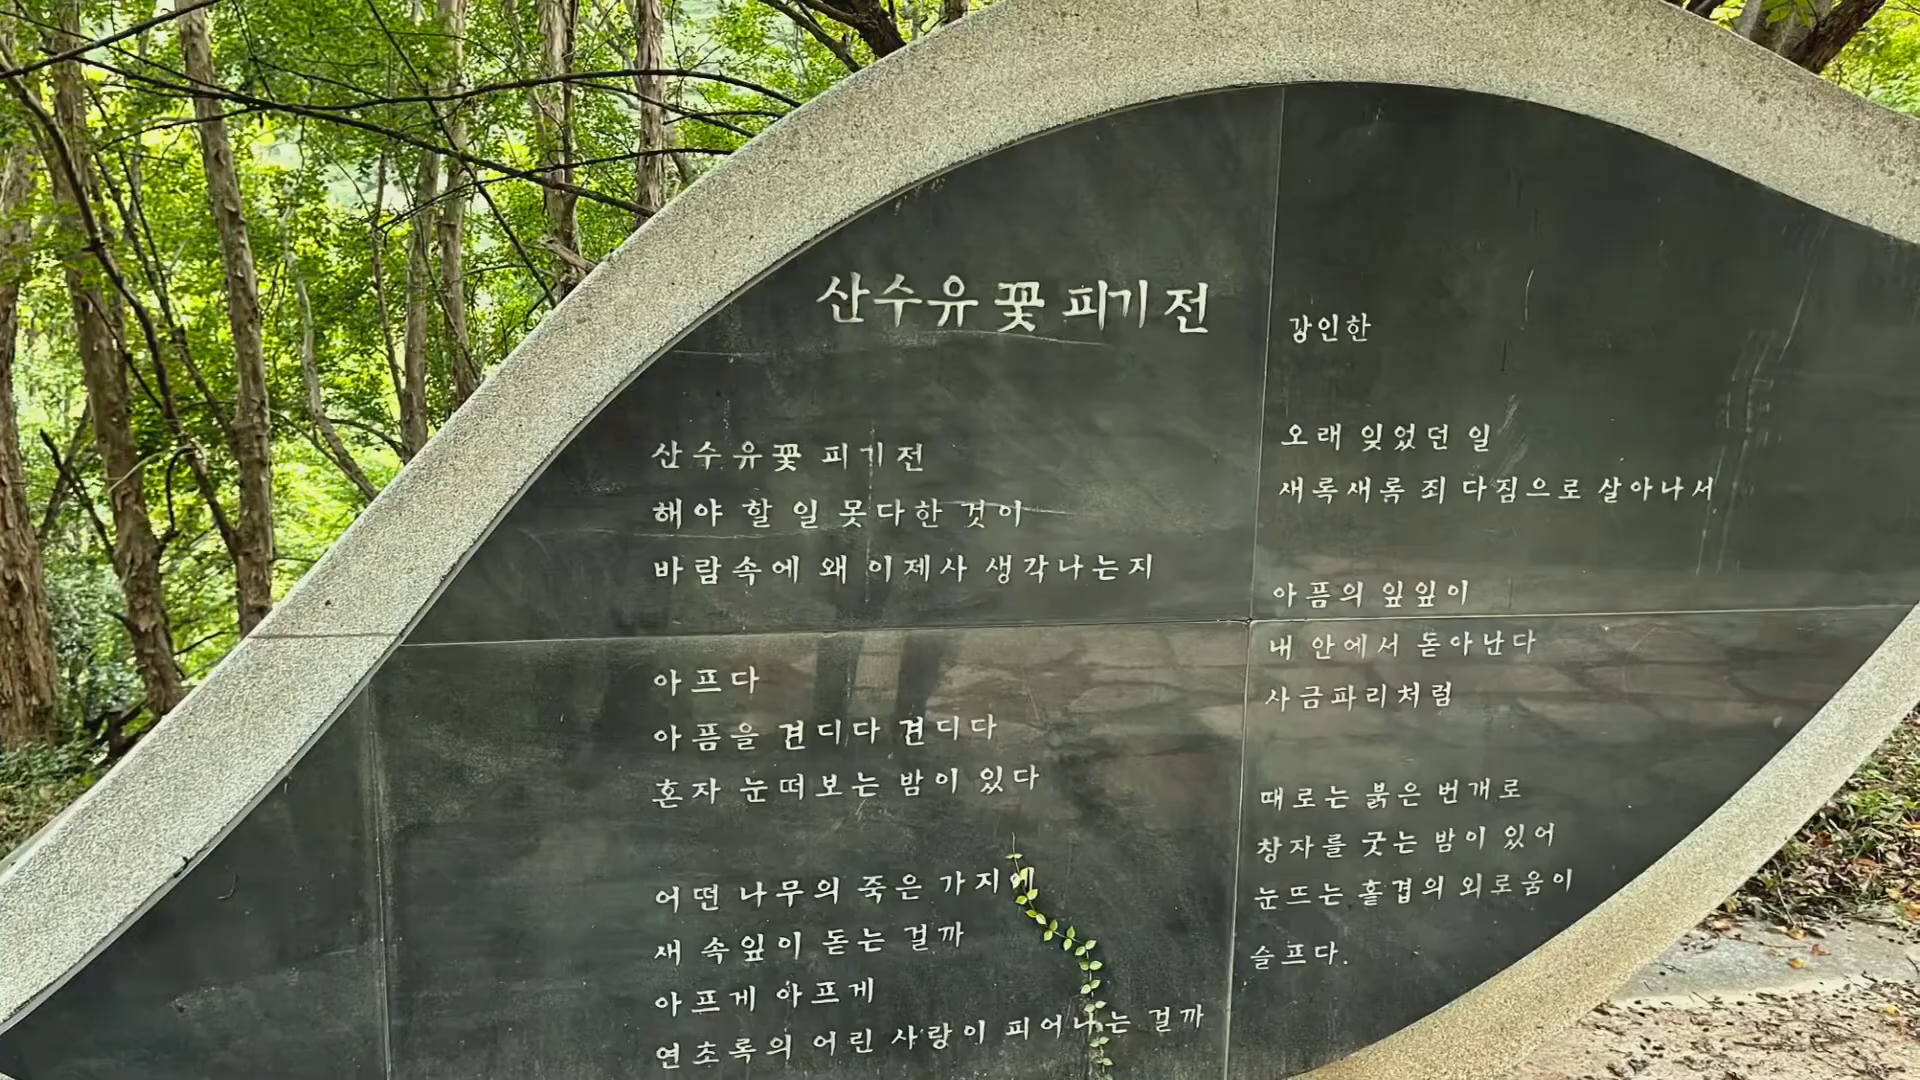 산수유 꽃 피기 전
강인한
산수유꽃 피기 전
해야 할 일 못다한 것이
바람속에 왜 이제사 생각나는지
아프다
아픔을 견디다 견디다
혼자 눈떠보는 밤이 있다
어떤 나무의 죽은 가지에
새 속잎이 돋는 걸까
아프게 아프게
연초록의 어린 사랑이 피어나는 걸까
오래 잊었던 일
새록새록 죄 다짐으로 살아나서
아픔의 잎잎이
내 안에서 돋아난다
사금파리처럼
때로는 붉은 번개로
창자를 긋는 밤이 있어
눈뜨는 홑겹의 외로움이
슬프다.